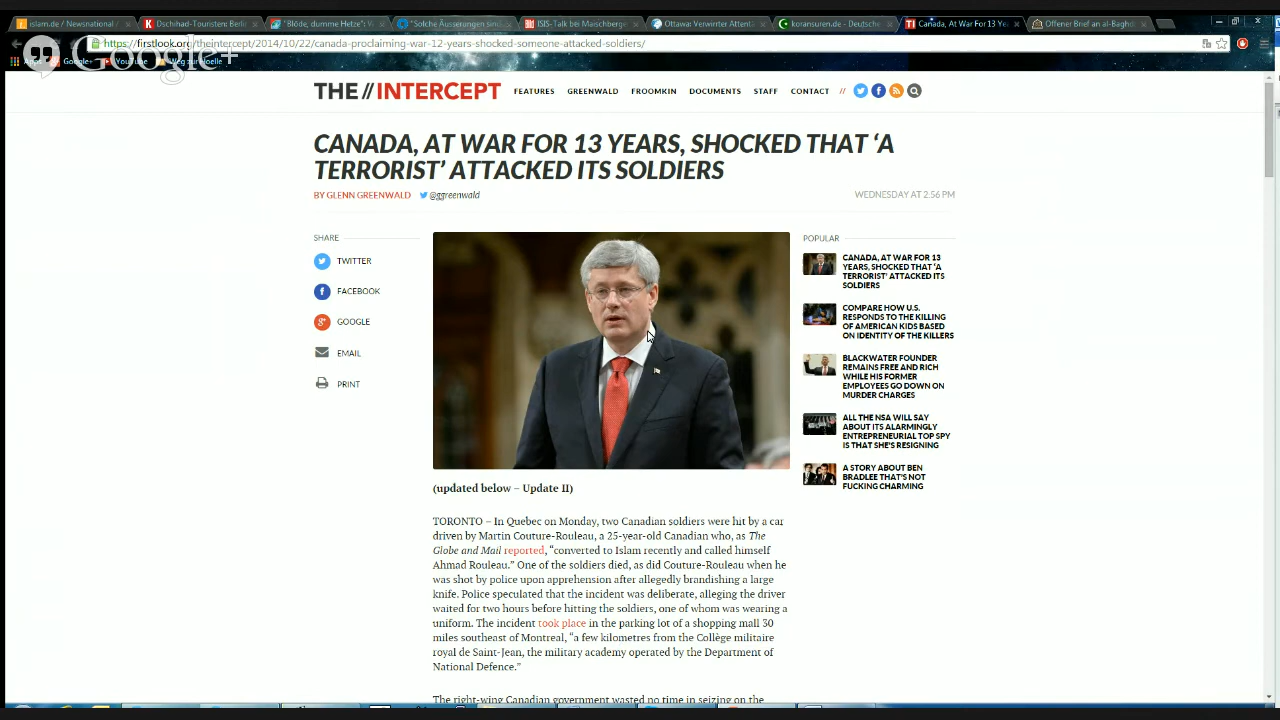 islam.de / Newsnational /
Dschihad-Touristen: Berlin
"Blöde, dumme Hetze":
"Solche Äusserungen sind
ISIS-Talk bei Maischberge
Ottawa: Verwirrter Attent
koransuren.de - Deutsche
Canada, At War For 13 Yea
Offener Brief an al-Baghd
https://firstlook.org/theintercept/2014/10/22/canada-proclaiming-war-12-years-shocked-someone-attacked-soldiers/
Google+
Apps
Google+
YouTube
Weg zur Hoelle
THE // INTERCEPT
FEATURES
GREENWALD
FROOMKIN
DOCUMENTS
STAFF
CONTACT
//
CANADA, AT WAR FOR 13 YEARS, SHOCKED THAT ‘A
TERRORIST’ ATTACKED ITS SOLDIERS
BY GLENN GREENWALD
@ggreenwald
WEDNESDAY AT 2:56 PM
SHARE
TWITTER
FACEBOOK
GOOGLE
EMAIL
PRINT
(updated below – Update II)
TORONTO – In Quebec on Monday, two Canadian soldiers were hit by a car
driven by Martin Couture-Rouleau, a 25-year-old Canadian who, as The
Globe and Mail reported, “converted to Islam recently and called himself
Ahmad Rouleau.” One of the soldiers died, as did Couture-Rouleau when he
was shot by police upon apprehension after allegedly brandishing a large
knife. Police speculated that the incident was deliberate, alleging the driver
waited for two hours before hitting the soldiers, one of whom was wearing a
uniform. The incident took place in the parking lot of a shopping mall 30
miles southeast of Montreal, “a few kilometres from the Collège militaire
royal de Saint-Jean, the military academy operated by the Department of
National Defence.”
The right-wing Canadian government wasted no time in seizing on the
POPULAR
CANADA, AT WAR FOR 13
YEARS, SHOCKED THAT ‘A
TERRORIST’ ATTACKED ITS
SOLDIERS
COMPARE HOW U.S.
RESPONDS TO THE KILLING
OF AMERICAN KIDS BASED
ON IDENTITY OF THE KILLERS
BLACKWATER FOUNDER
REMAINS FREE AND RICH
WHILE HIS FORMER
EMPLOYEES GO DOWN ON
MURDER CHARGES
ALL THE NSA WILL SAY
ABOUT ITS ALARMINGLY
ENTREPRENEURIAL TOP SPY
IS THAT SHE'S RESIGNING
A STORY ABOUT BEN
BRADLEE THAT'S NOT
FUCKING CHARMING